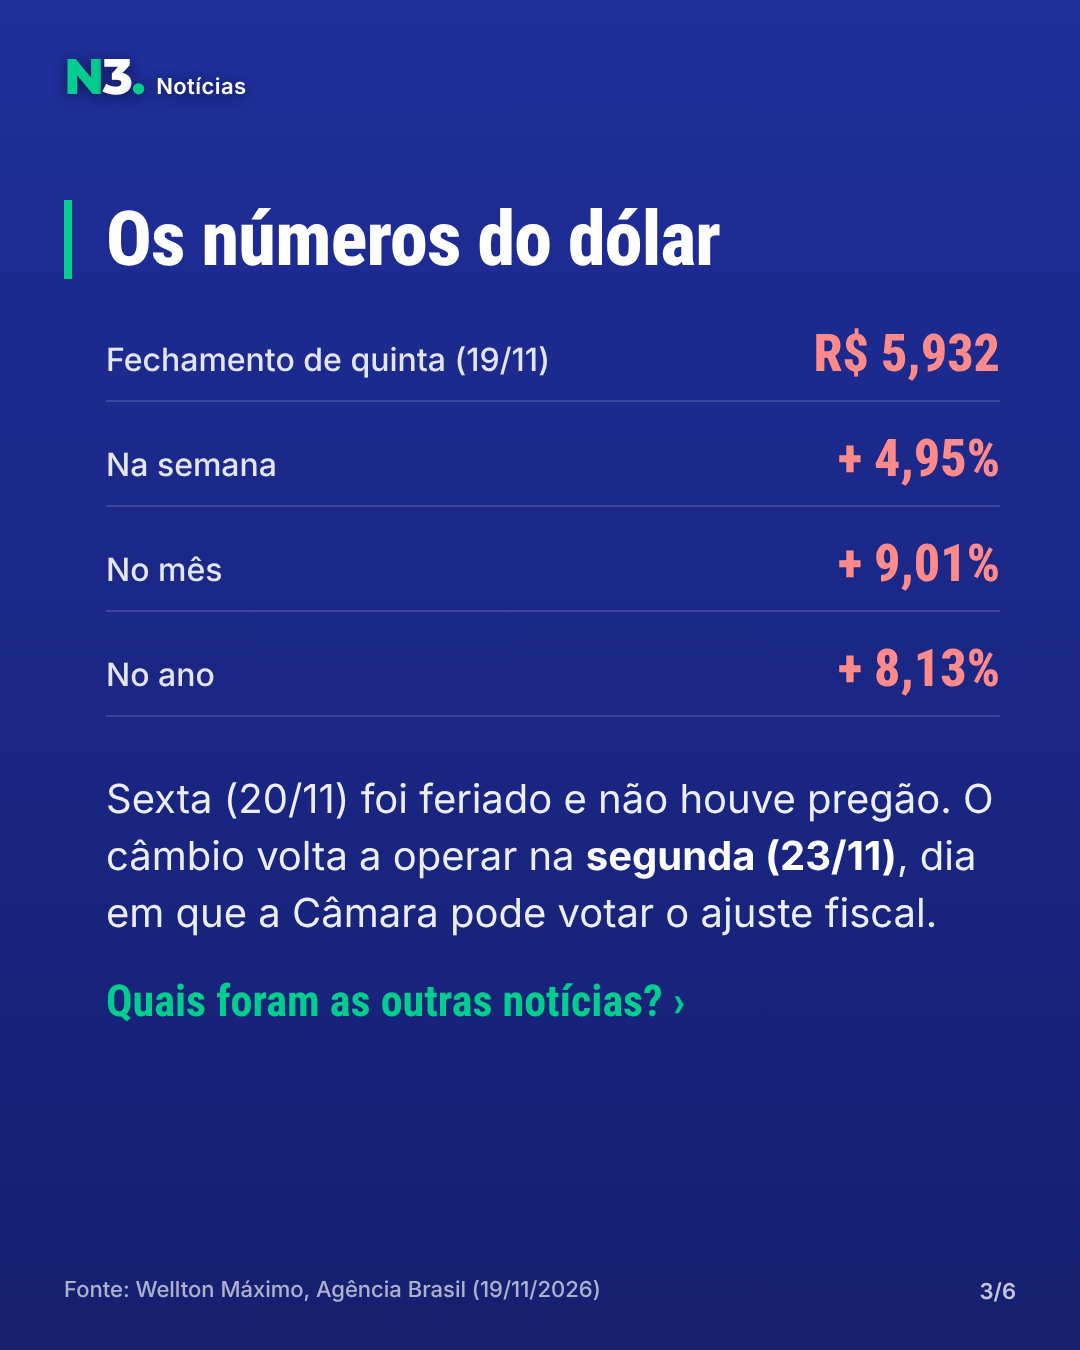 N3. Notícias
Os números do dólar
Fechamento de quinta (19/11) R$ 5,932
Na semana + 4,95%
No mês + 9,01%
No ano + 8,13%
Sexta (20/11) foi feriado e não houve pregão. O
câmbio volta a operar na segunda (23/11), dia
em que a Câmara pode votar o ajuste fiscal.
Quais foram as outras notícias? ›
Fonte: Wellton Máximo, Agência Brasil (19/11/2026) 3/6